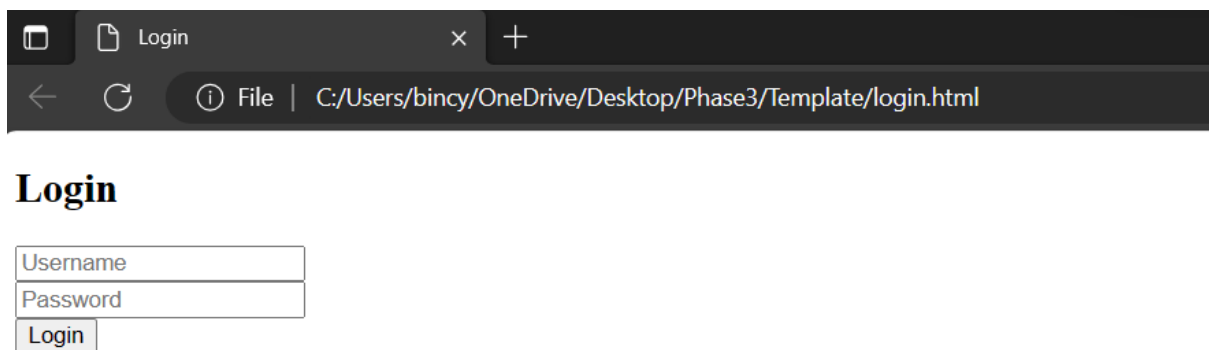 Login
File | C:/Users/bincy/OneDrive/Desktop/Phase3/Template/login.html
Login
Username
Password
Login